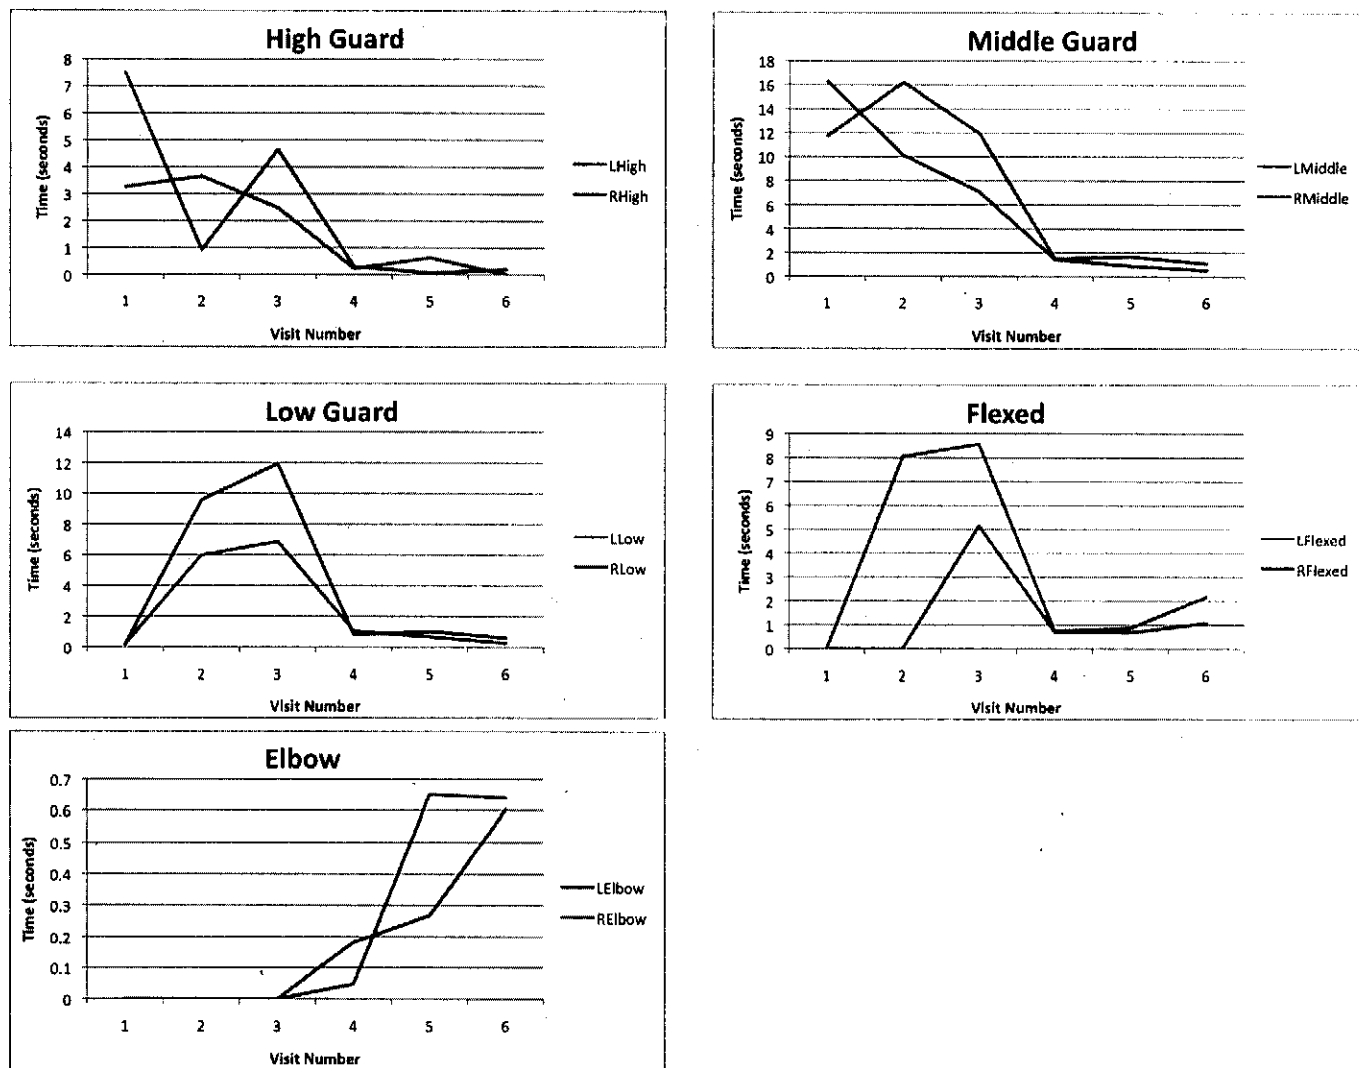 High Guard
8
7
6
5
4
3
2
1
0
Time (seconds)
1 2 3 4 5 6
Visit Number
LHigh
RHigh
Middle Guard
18
16
14
12
10
8
6
4
2
0
Time (seconds)
1 2 3 4 5 6
Visit Number
LMiddle
RMiddle
Low Guard
14
12
10
8
6
4
2
0
Time (seconds)
1 2 3 4 5 6
Visit Number
LLow
RLow
Flexed
9
8
7
6
5
4
3
2
1
0
Time (seconds)
1 2 3 4 5 6
Visit Number
LFlexed
RFlexed
Elbow
0.7
0.6
0.5
0.4
0.3
0.2
0.1
0
Time (seconds)
1 2 3 4 5 6
Visit Number
LElbow
RElbow